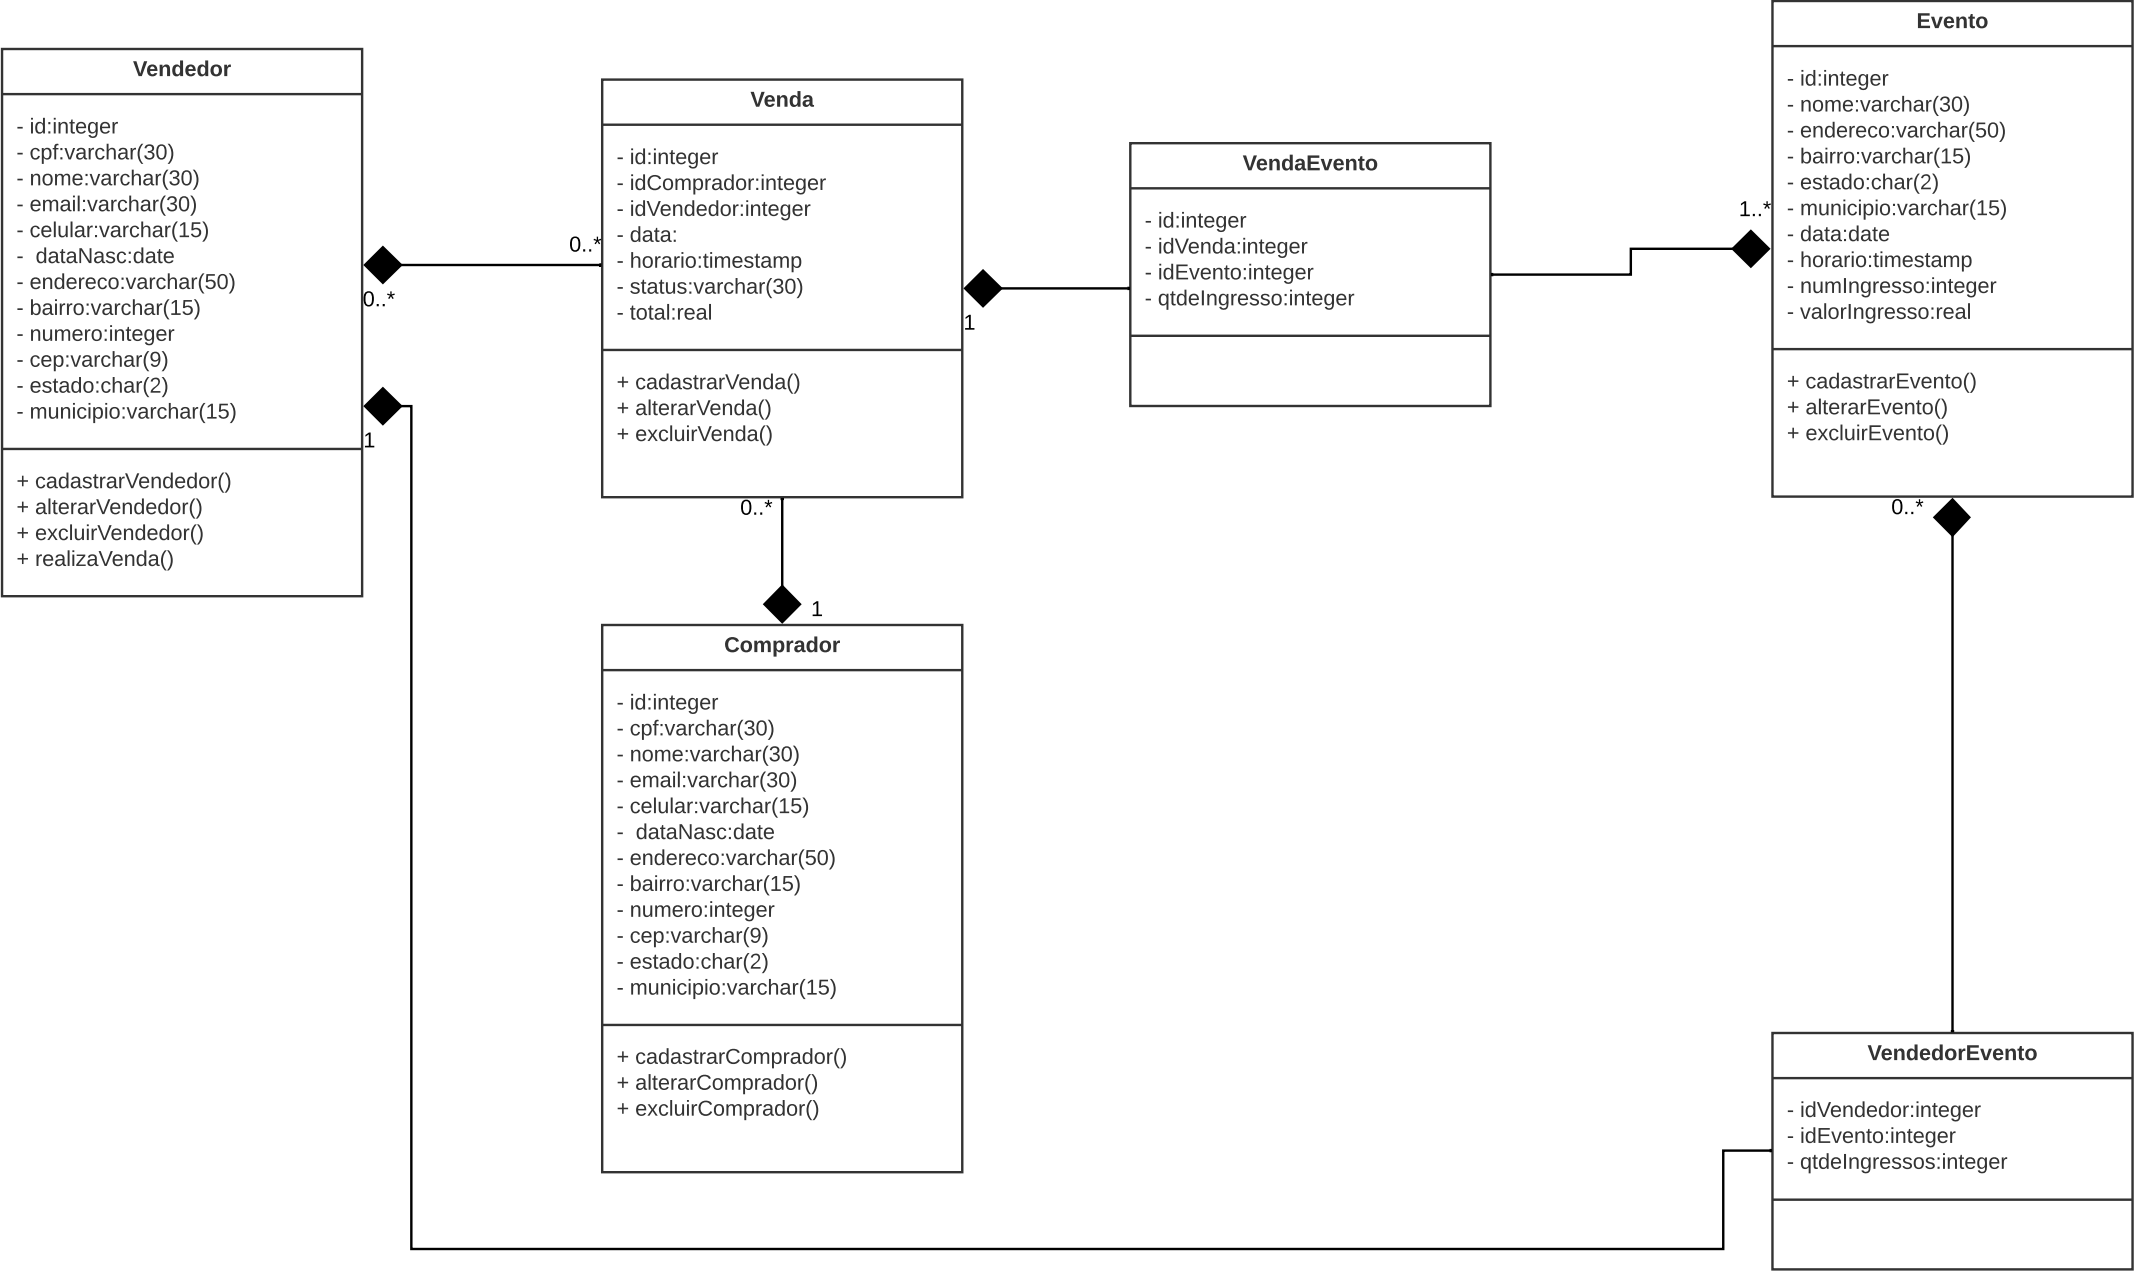 Vendedor
- id:integer
- cpf:varchar(30)
- nome:varchar(30)
- email:varchar(30)
- celular:varchar(15)
-  dataNasc:date
- endereco:varchar(50)
- bairro:varchar(15)
- numero:integer
- cep:varchar(9)
- estado:char(2)
- municipio:varchar(15)
+ cadastrarVendedor()
+ alterarVendedor()
+ excluirVendedor()
+ realizaVenda()
0..*
1
0..*
Venda
- id:integer
- idComprador:integer
- idVendedor:integer
- data:
- horario:timestamp
- status:varchar(30)
- total:real
+ cadastrarVenda()
+ alterarVenda()
+ excluirVenda()
1
0..*
1
Comprador
- id:integer
- cpf:varchar(30)
- nome:varchar(30)
- email:varchar(30)
- celular:varchar(15)
-  dataNasc:date
- endereco:varchar(50)
- bairro:varchar(15)
- numero:integer
- cep:varchar(9)
- estado:char(2)
- municipio:varchar(15)
+ cadastrarComprador()
+ alterarComprador()
+ excluirComprador()
VendaEvento
- id:integer
- idVenda:integer
- idEvento:integer
- qtdeIngresso:integer
1..*
Evento
- id:integer
- nome:varchar(30)
- endereco:varchar(50)
- bairro:varchar(15)
- estado:char(2)
- municipio:varchar(15)
- data:date
- horario:timestamp
- numIngresso:integer
- valorIngresso:real
+ cadastrarEvento()
+ alterarEvento()
+ excluirEvento()
0..*
VendedorEvento
- idVendedor:integer
- idEvento:integer
- qtdeIngressos:integer